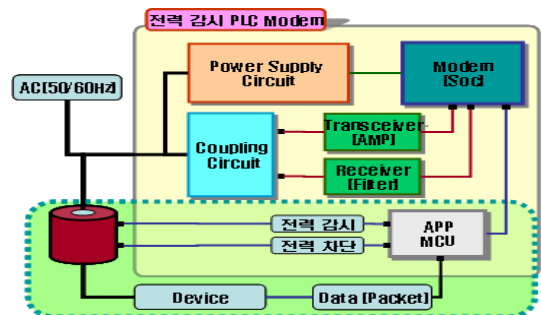 전력 감시 PLC Modem
Power Supply
Circuit
Modem
[Soc]
AC[50/60Hz]
Coupling
Circuit
Transceiver
[AMP]
Receiver
[Filter]
전력 감시
전력 차단
APP
MCU
Device
Data [Packet]